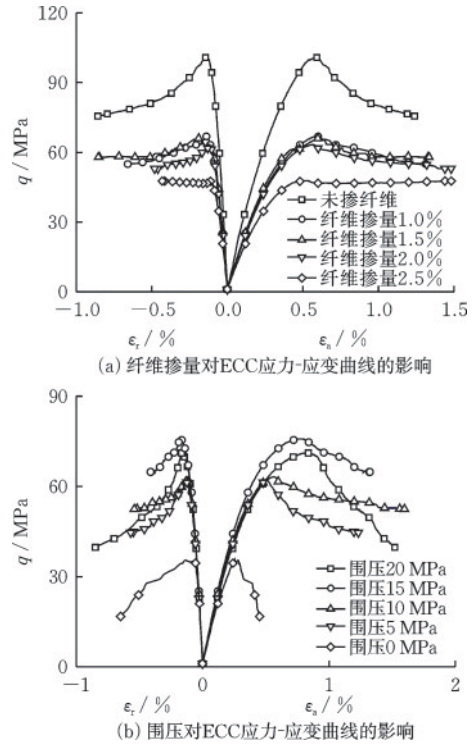 120
90
60
30
0
q / MPa
未掺纤维
纤维掺量1.0%
纤维掺量1.5%
纤维掺量2.0%
纤维掺量2.5%
−1.0 −0.5 0.0 0.5 1.0 1.5
εr / % εa / %
(a) 纤维掺量对ECC应力-应变曲线的影响
90
60
30
0
q / MPa
围压20 MPa
围压15 MPa
围压10 MPa
围压5 MPa
围压0 MPa
−1 0 1 2
εr / % εa / %
(b) 围压对ECC应力-应变曲线的影响